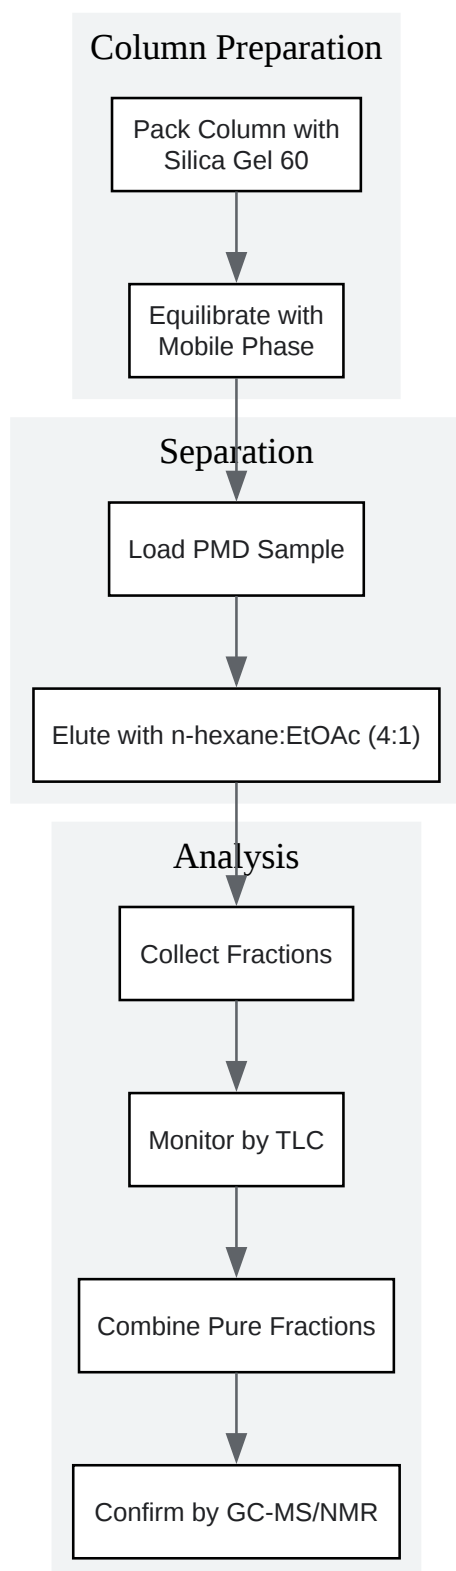 Column Preparation
Pack Column with
Silica Gel 60
Equilibrate with
Mobile Phase
Separation
Load PMD Sample
Elute with n-hexane:EtOAc (4:1)
Analysis
Collect Fractions
Monitor by TLC
Combine Pure Fractions
Confirm by GC-MS/NMR